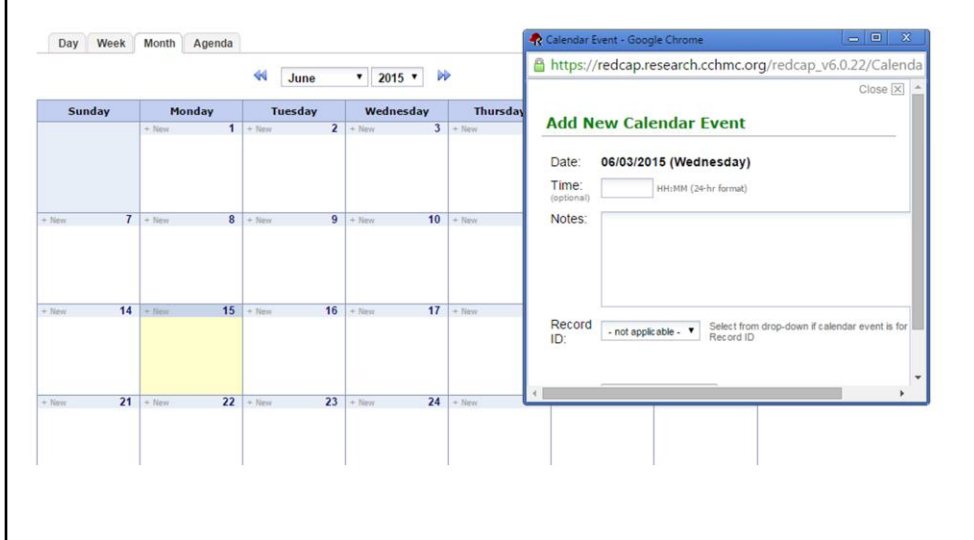 Day Week Month Agenda
June 2015
Sunday Monday Tuesday Wednesday Thursday
+ New 1 + New 2 + New 3 + New
+ New 7 + New 8 + New 9 + New 10 + New
+ New 14 + New 15 + New 16 + New 17 + New
+ New 21 + New 22 + New 23 + New 24 + New
Calendar Event - Google Chrome
https://redcap.research.cchmc.org/redcap_v6.0.22/Calenda
Close
Add New Calendar Event
Date: 06/03/2015 (Wednesday)
Time: HH:MM (24-hr format)
(optional)
Notes:
Record ID: - not applicable - Select from drop-down if calendar event is for
Record ID